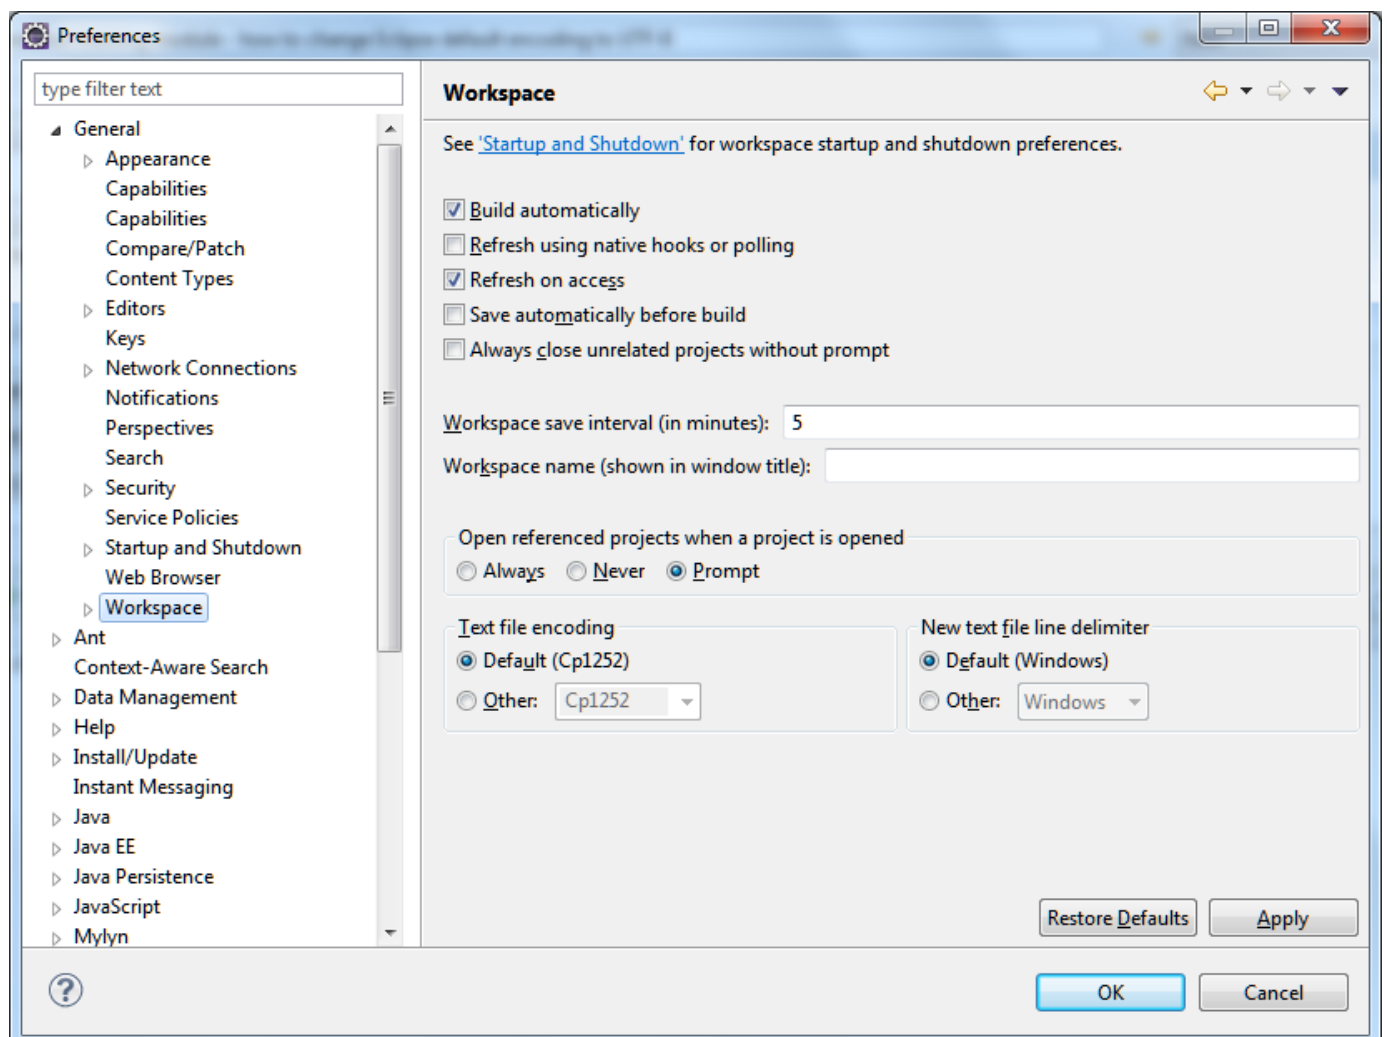 Preferences
type filter text
General
Appearance
Capabilities
Capabilities
Compare/Patch
Content Types
Editors
Keys
Network Connections
Notifications
Perspectives
Search
Security
Service Policies
Startup and Shutdown
Web Browser
Workspace
Ant
Context-Aware Search
Data Management
Help
Install/Update
Instant Messaging
Java
Java EE
Java Persistence
JavaScript
Mylyn
Workspace
See 'Startup and Shutdown' for workspace startup and shutdown preferences.
Build automatically
Refresh using native hooks or polling
Refresh on access
Save automatically before build
Always close unrelated projects without prompt
Workspace save interval (in minutes): 5
Workspace name (shown in window title):
Open referenced projects when a project is opened
Always Never Prompt
Text file encoding
Default (Cp1252)
Other: Cp1252
New text file line delimiter
Default (Windows)
Other: Windows
Restore Defaults Apply
OK Cancel